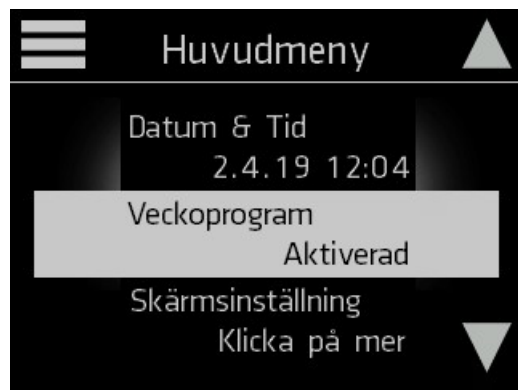 Huvudmeny
Datum & Tid
2.4.19 12:04
Veckoprogram
Aktiverad
Skärmsinställning
Klicka på mer